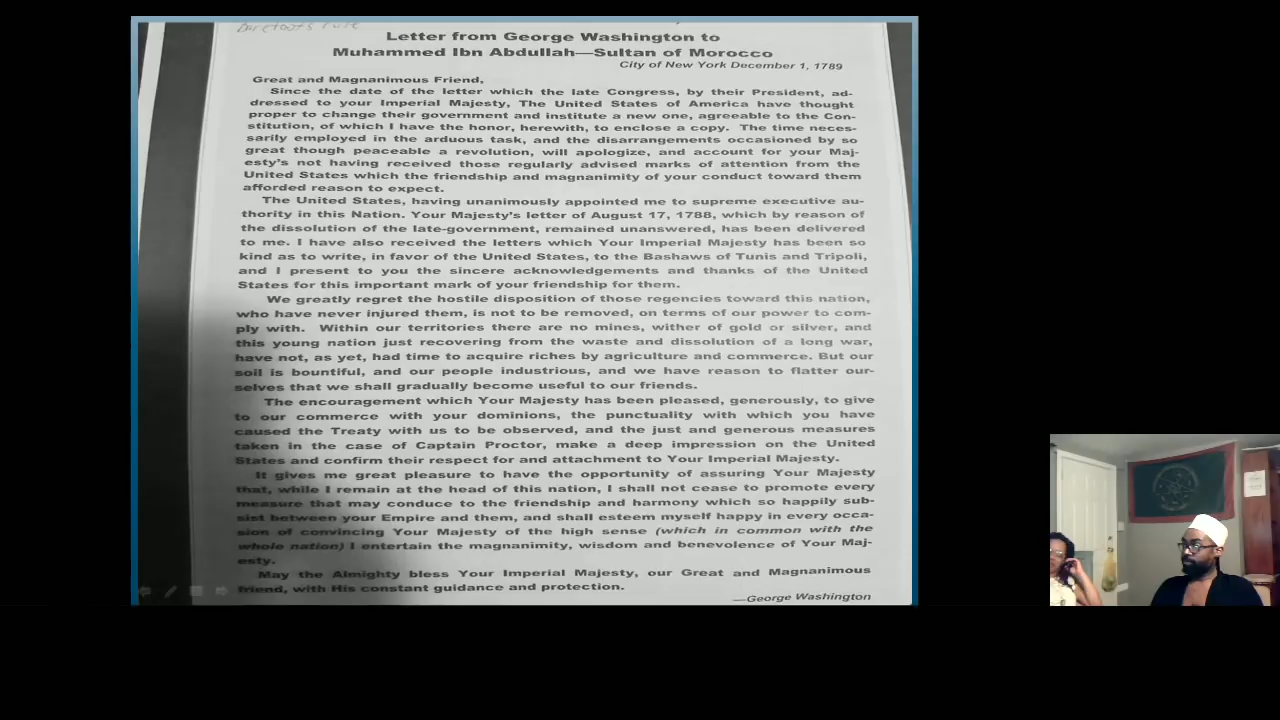 Barefoots Cove
Letter from George Washington to
Muhammed Ibn Abdullah—Sultan of Morocco
City of New York December 1, 1789
Great and Magnanimous Friend,
Since the date of the letter which the late Congress, by their President, ad-
dressed to your Imperial Majesty, The United States of America have thought
proper to change their government and institute a new one, agreeable to the Con-
stitution, of which I have the honor, herewith, to enclose a copy. The time neces-
sarily employed in the arduous task, and the disarrangements occasioned by so
great though peaceable a revolution, will apologize, and account for your Maj-
esty's not having received those regularly advised marks of attention from the
United States which the friendship and magnanimity of your conduct toward them
afforded reason to expect.
The United States, having unanimously appointed me to supreme executive au-
thority in this Nation. Your Majesty's letter of August 17, 1788, which by reason of
the dissolution of the late-government, remained unanswered, has been delivered
to me. I have also received the letters which Your Imperial Majesty has been so
kind as to write, in favor of the United States, to the Bashaws of Tunis and Tripoli,
and I present to you the sincere acknowledgements and thanks of the United
States for this important mark of your friendship for them.
We greatly regret the hostile disposition of those regencies toward this nation,
who have never injured them, is not to be removed, on terms of our power to com-
ply with. Within our territories there are no mines, wither of gold or silver, and
this young nation just recovering from the waste and dissolution of a long war,
have not, as yet, had time to acquire riches by agriculture and commerce. But our
soil is bountiful, and our people industrious, and we have reason to flatter our-
selves that we shall gradually become useful to our friends.
The encouragement which Your Majesty has been pleased, generously, to give
to our commerce with your dominions, the punctuality with which you have
caused the Treaty with us to be observed, and the just and generous measures
taken in the case of Captain Proctor, make a deep impression on the United
States and confirm their respect for and attachment to Your Imperial Majesty.
It gives me great pleasure to have the opportunity of assuring Your Majesty
that, while I remain at the head of this nation, I shall not cease to promote every
measure that may conduce to the friendship and harmony which so happily sub-
sist between your Empire and them, and shall esteem myself happy in every occa-
sion of convincing Your Majesty of the high sense (which in common with the
whole nation) I entertain the magnanimity, wisdom and benevolence of Your Maj-
esty.
May the Almighty bless Your Imperial Majesty, our Great and Magnanimous
friend, with His constant guidance and protection.
—George Washington